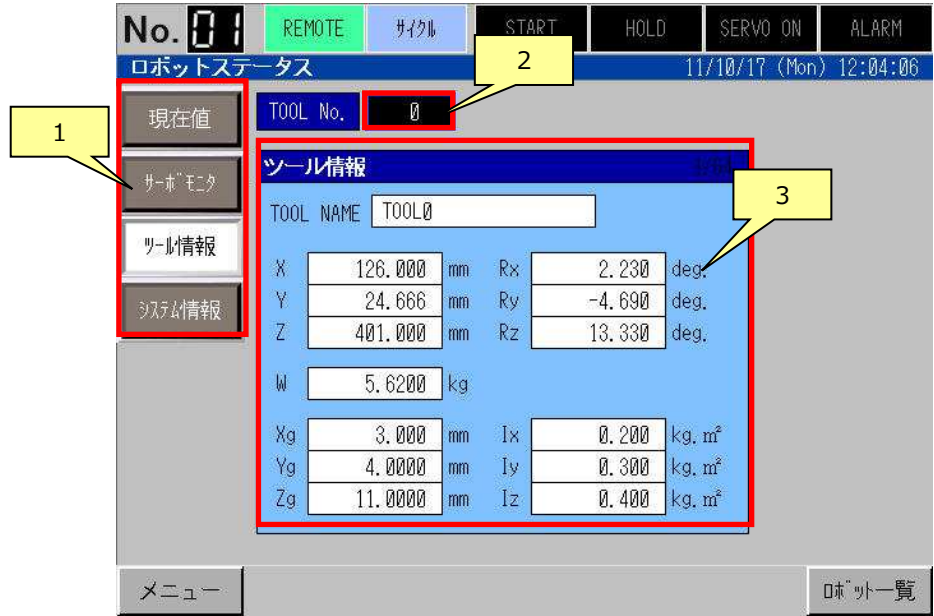 No. 01 REMOTE サイクル START HOLD SERVO ON ALARM
ロボットステータス 11/10/17 (Mon) 12:04:06
2
現在値
TOOL No. 0
1
サーボモニタ
ツール情報
3
TOOL NAME TOOL0
ツール情報
X 126.000 mm Rx 2.230 deg.
Y 24.666 mm Ry -4.690 deg.
システム情報
Z 401.000 mm Rz 13.330 deg.
W 5.6200 kg
Xg 3.000 mm Ix 0.200 kg.m²
Yg 4.0000 mm Iy 0.300 kg.m²
Zg 11.0000 mm Iz 0.400 kg.m²
メニュー ロボット一覧